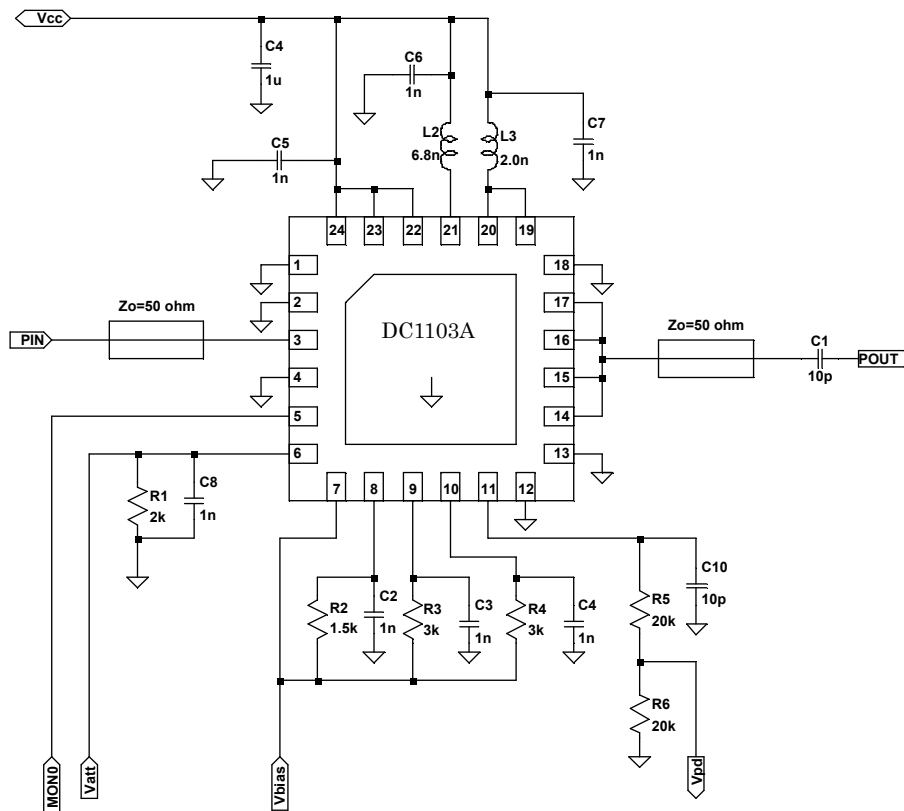 Vcc
C4
1u
C6
1n
C5
1n
L2
6.8n
L3
2.0n
C7
1n
24
23
22
21
20
19
1
2
3
4
5
6
18
17
16
15
14
13
7
8
9
10
11
12
DC1103A
Zo=50 ohm
PIN
Zo=50 ohm
C1
10p
POUT
R1
2k
C8
1n
R2
1.5k
C2
1n
R3
3k
C3
1n
R4
3k
C4
1n
R5
20k
C10
10p
R6
20k
MON0
Vatt
Vbias
Vpd